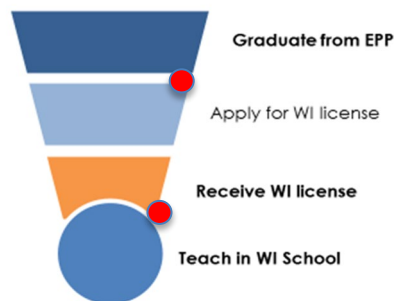 Graduate from EPP
Apply for WI license
Receive WI license
Teach in WI School